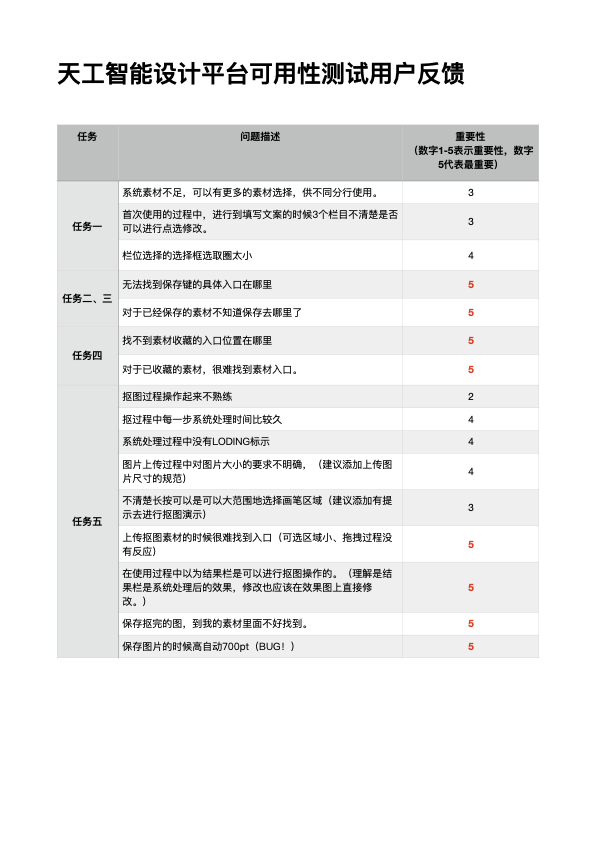 天工智能设计平台可用性测试用户反馈
任务
问题描述
重要性
（数字1-5表示重要性，数字
5代表最重要）
任务一
系统素材不足，可以有更多的素材选择，供不同分行使用。
3
首次使用的过程中，进行到填写文案的时候3个栏目不清楚是否
可以进行点选修改。
3
栏位选择的选择框选取圈太小
4
任务二、三
无法找到保存键的具体入口在哪里
5
对于已经保存的素材不知道保存去哪里了
5
任务四
找不到素材收藏的入口位置在哪里
5
对于已收藏的素材，很难找到素材入口。
5
任务五
抠图过程操作起来不熟练
2
抠过程中每一步系统处理时间比较久
4
系统处理过程中没有LODING标示
4
图片上传过程中对图片大小的要求不明确，（建议添加上传图
片尺寸的规范）
4
不清楚长按可以是可以大范围地选择画笔区域（建议添加有提
示去进行抠图演示）
3
上传抠图素材的时候很难找到入口（可选区域小、拖拽过程没
有反应）
5
在使用过程中以为结果栏是可以进行抠图操作的。（理解是结
果栏是系统处理后的效果，修改也应该在效果图上直接修
改。）
5
保存抠完的图，到我的素材里面不好找到。
5
保存图片的时候高自动700pt（BUG！）
5